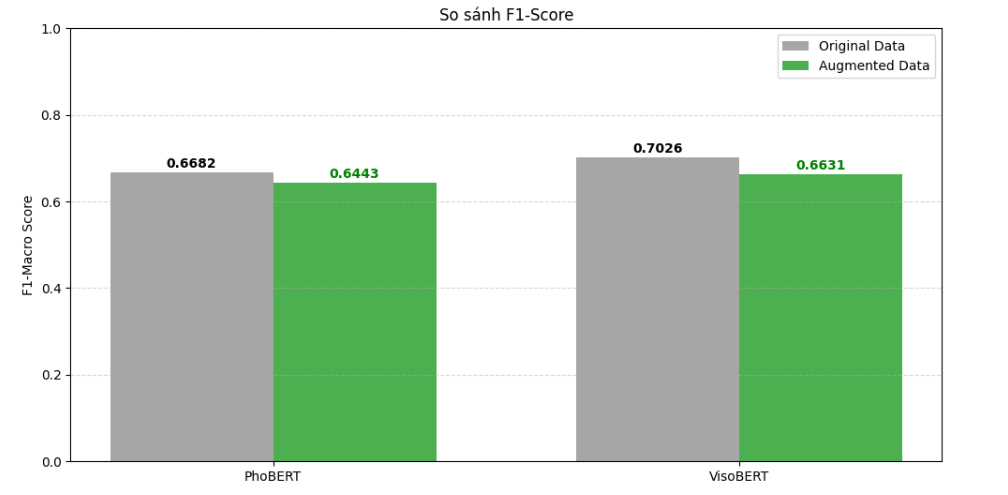 So sánh F1-Score
Original Data
Augmented Data
F1-Macro Score
1.0
0.8
0.6
0.4
0.2
0.0
0.6682
0.6443
0.7026
0.6631
PhoBERT
VisoBERT